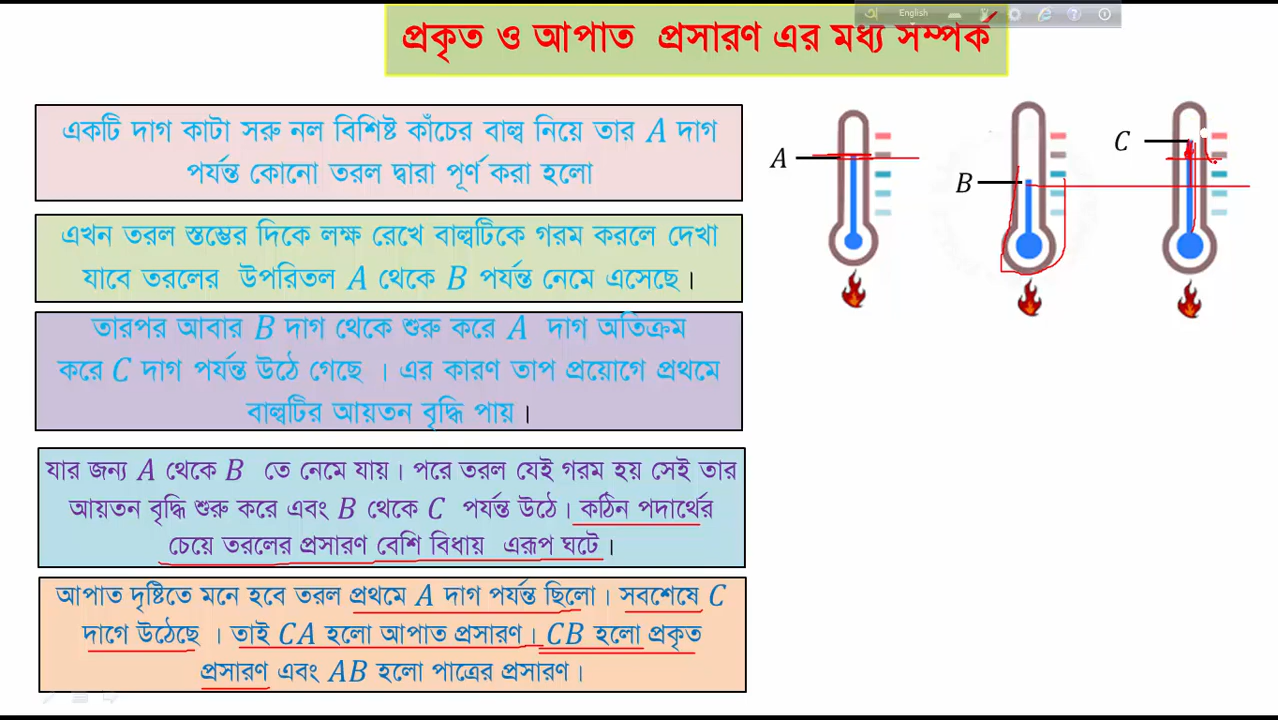 প্রকৃত ও আপাত প্রসারণ এর মধ্য সম্পর্ক
English
একটি দাগ কাটা সরু নল বিশিষ্ট কাঁচের বাল্ব নিয়ে তার A দাগ
পর্যন্ত কোনো তরল দ্বারা পূর্ণ করা হলো
এখন তরল স্তম্ভের দিকে লক্ষ রেখে বাল্বটিকে গরম করলে দেখা
যাবে তরলের উপরিতল A থেকে B পর্যন্ত নেমে এসেছে।
তারপর আবার B দাগ থেকে শুরু করে A দাগ অতিক্রম
করে C দাগ পর্যন্ত উঠে গেছে । এর কারণ তাপ প্রয়োগে প্রথমে
বাল্বটির আয়তন বৃদ্ধি পায়।
যার জন্য A থেকে B তে নেমে যায়। পরে তরল যেই গরম হয় সেই তার
আয়তন বৃদ্ধি শুরু করে এবং B থেকে C পর্যন্ত উঠে। কঠিন পদার্থের
চেয়ে তরলের প্রসারণ বেশি বিধায় এরূপ ঘটে।
আপাত দৃষ্টিতে মনে হবে তরল প্রথমে A দাগ পর্যন্ত ছিলো। সবশেষে C
দাগে উঠেছে । তাই CA হলো আপাত প্রসারণ। CB হলো প্রকৃত
প্রসারণ এবং AB হলো পাত্রের প্রসারণ।
A
B
C